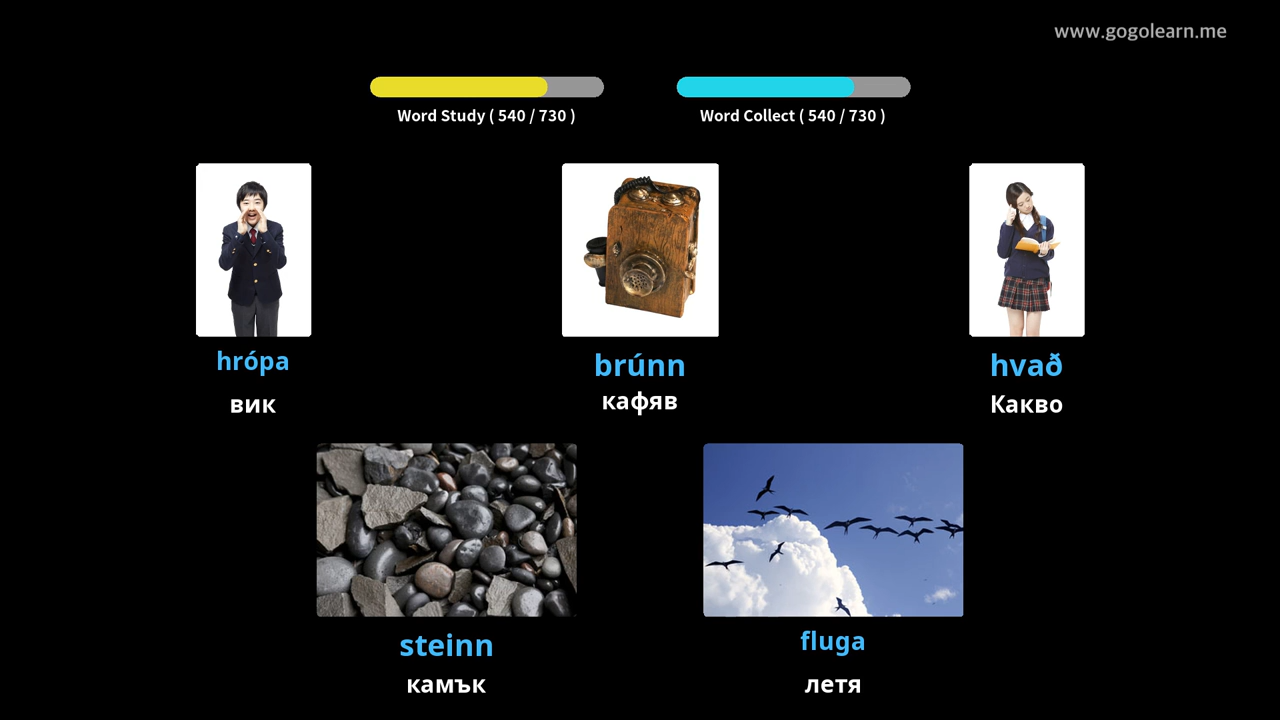 www.gogolearn.me
Word Study ( 540 / 730 )
Word Collect ( 540 / 730 )
hrópa
brúnn
hvað
вик
кафяв
Какво
steinn
fluga
камък
летя